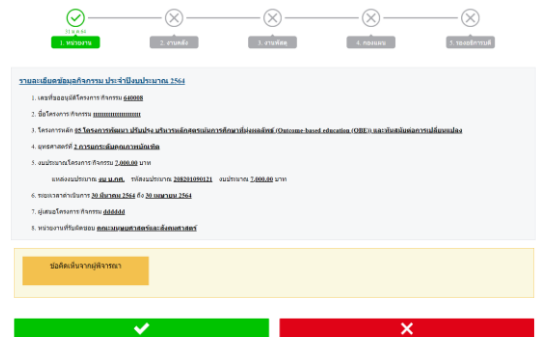 1. หน่วยงาน
2. งานคลัง
3. งานพัสดุ
4. กองแผน
5. รองอธิการบดี
รายละเอียดข้อมูลกิจกรรม ประจำปีงบประมาณ 2564
1. เลขที่ขออนุมัติโครงการ/กิจกรรม 640008
2. ชื่อโครงการ/กิจกรรม
3. โครงการหลัก 05 โครงการพัฒนา ปรับปรุง บริหารหลักสูตรเน้นการศึกษาที่มุ่งผลลัพธ์ (Outcome-based education (OBE)) และทันสมัยต่อการเปลี่ยนแปลง
4. ยุทธศาสตร์ที่ 2 การยกระดับคุณภาพบัณฑิต
5. งบประมาณโครงการ/กิจกรรม 7,000.00 บาท
แหล่งงบประมาณ งบ บ.กศ. รหัสงบประมาณ 208201090121 งบประมาณ 7,000.00 บาท
6. ระยะเวลาดำเนินการ 30 มีนาคม 2564 ถึง 30 เมษายน 2564
7. ผู้เสนอโครงการ/กิจกรรม dddddd
8. หน่วยงานที่รับผิดชอบ คณะมนุษยศาสตร์และสังคมศาสตร์
ข้อคิดเห็นจากผู้พิจารณา